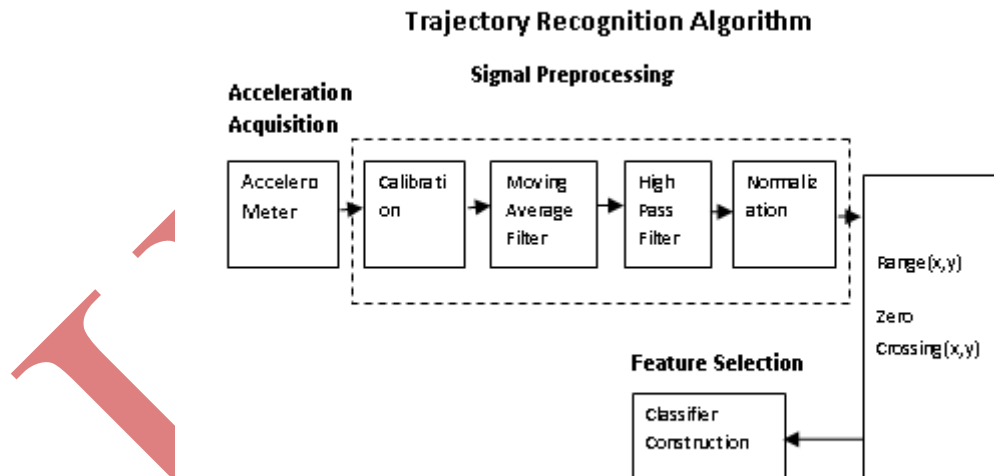 Trajectory Recognition Algorithm
Signal Preprocessing
Acceleration
Acquisition
Accelero
Meter
Calibrati
on
Moving
Average
Filter
High
Pass
Filter
Normaliz
ation
Range(x,y)
Zero
Crossing(x,y)
Feature Selection
Classifier
Construction